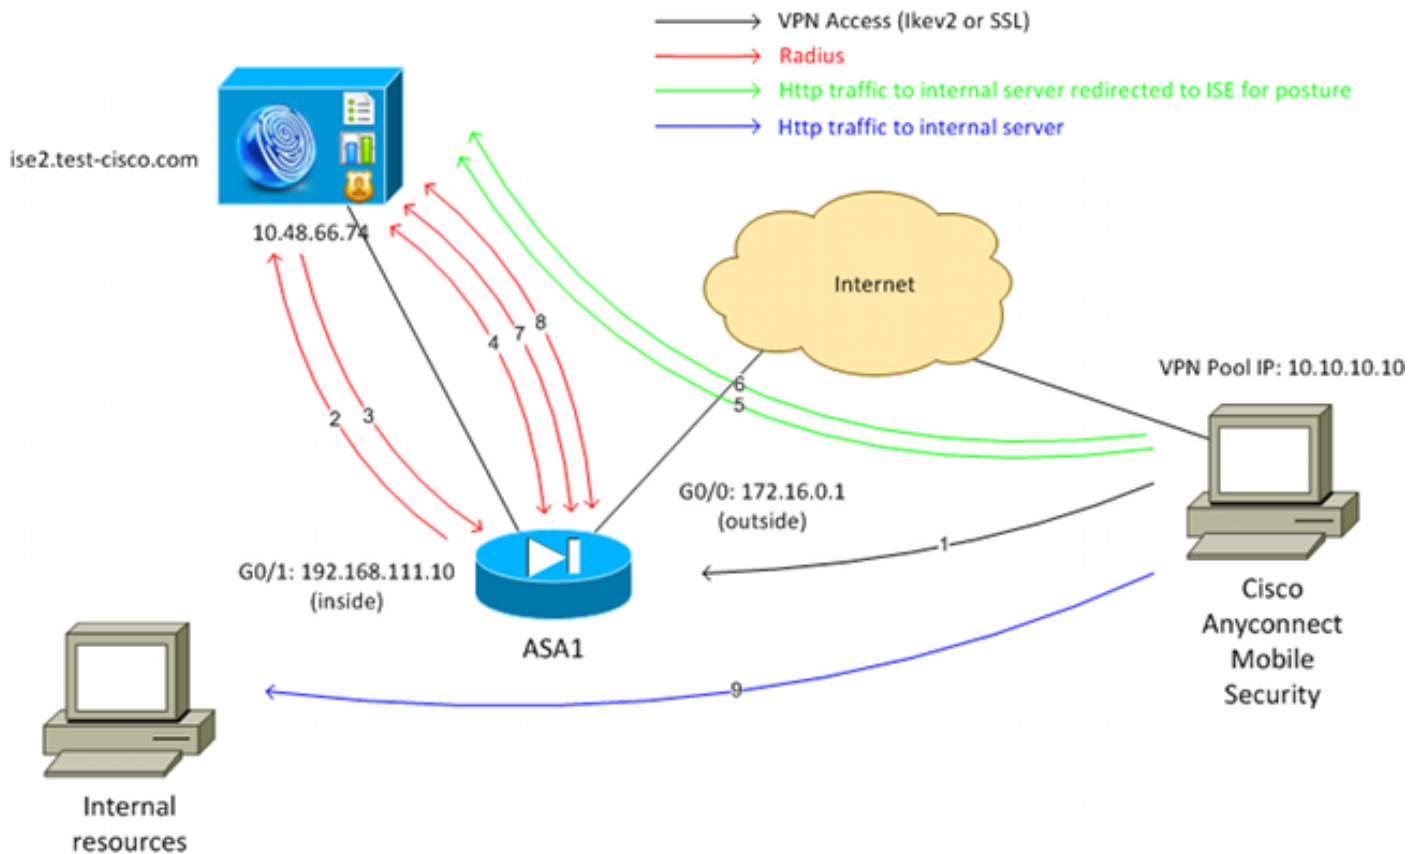 VPN Access (Ikev2 or SSL)
Radius
Http traffic to internal server redirected to ISE for posture
Http traffic to internal server
ise2.test-cisco.com
10.48.66.74
Internet
VPN Pool IP: 10.10.10.10
4
7
8
2
3
6
5
G0/0: 172.16.0.1
(outside)
1
G0/1: 192.168.111.10
(inside)
ASA1
Cisco
Anyconnect
Mobile
Security
9
Internal
resources